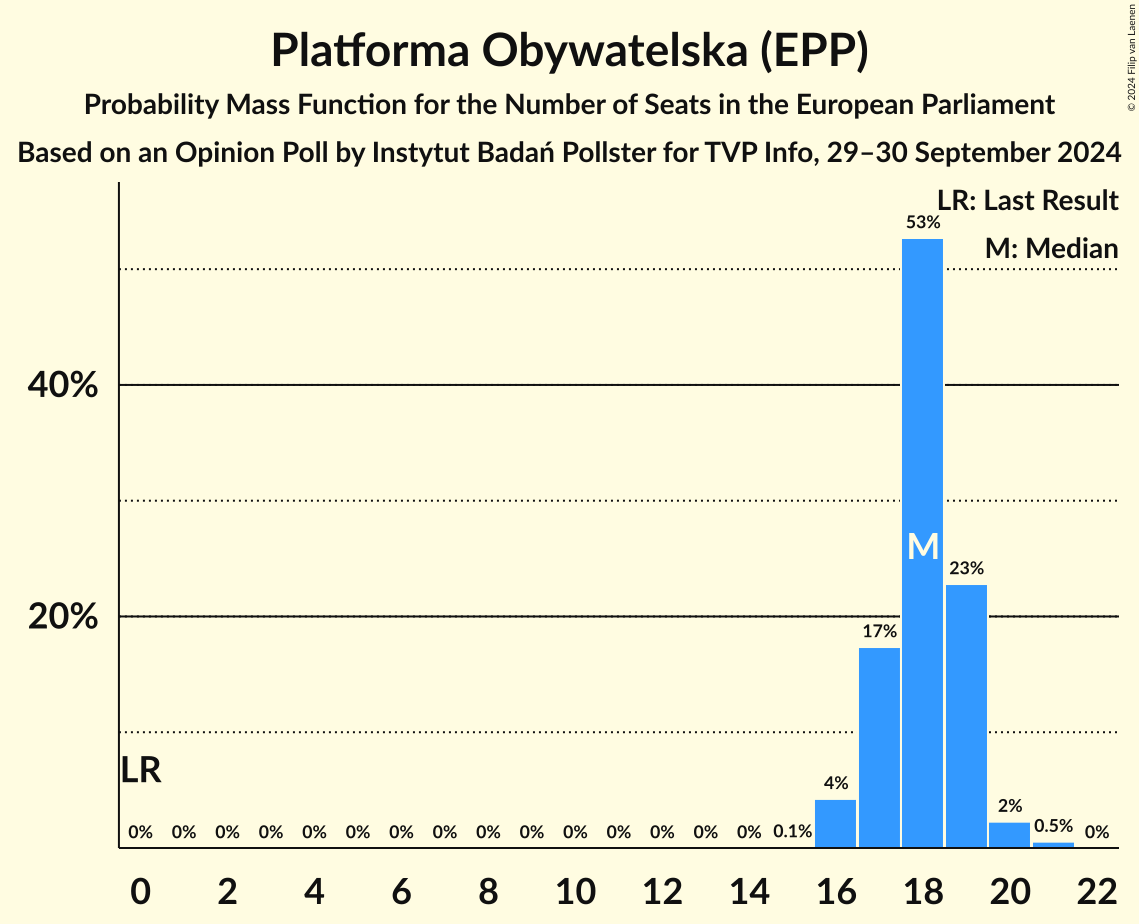 Platforma Obywatelska (EPP)
Probability Mass Function for the Number of Seats in the European Parliament
Based on an Opinion Poll by Instytut Badań Pollster for TVP Info, 29–30 September 2024
© 2024 Filip van Laenen
LR: Last Result
M: Median
53%
40%
M
23%
20%
17%
LR
4%
2%
0% 0% 0% 0% 0% 0% 0% 0% 0% 0% 0% 0% 0% 0% 0% 0.1% 0.5% 0%
0 2 4 6 8 10 12 14 16 18 20 22